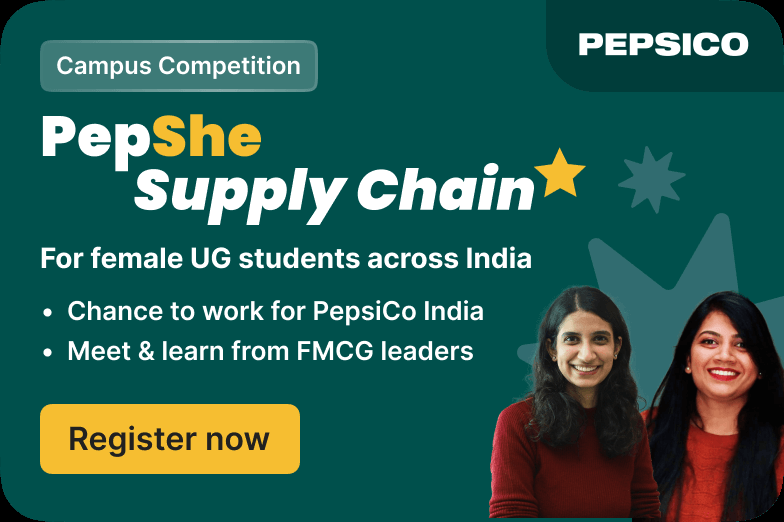 PEPSICO
Campus Competition
PepShe
Supply Chain
For female UG students across India
• Chance to work for PepsiCo India
• Meet & learn from FMCG leaders
Register now